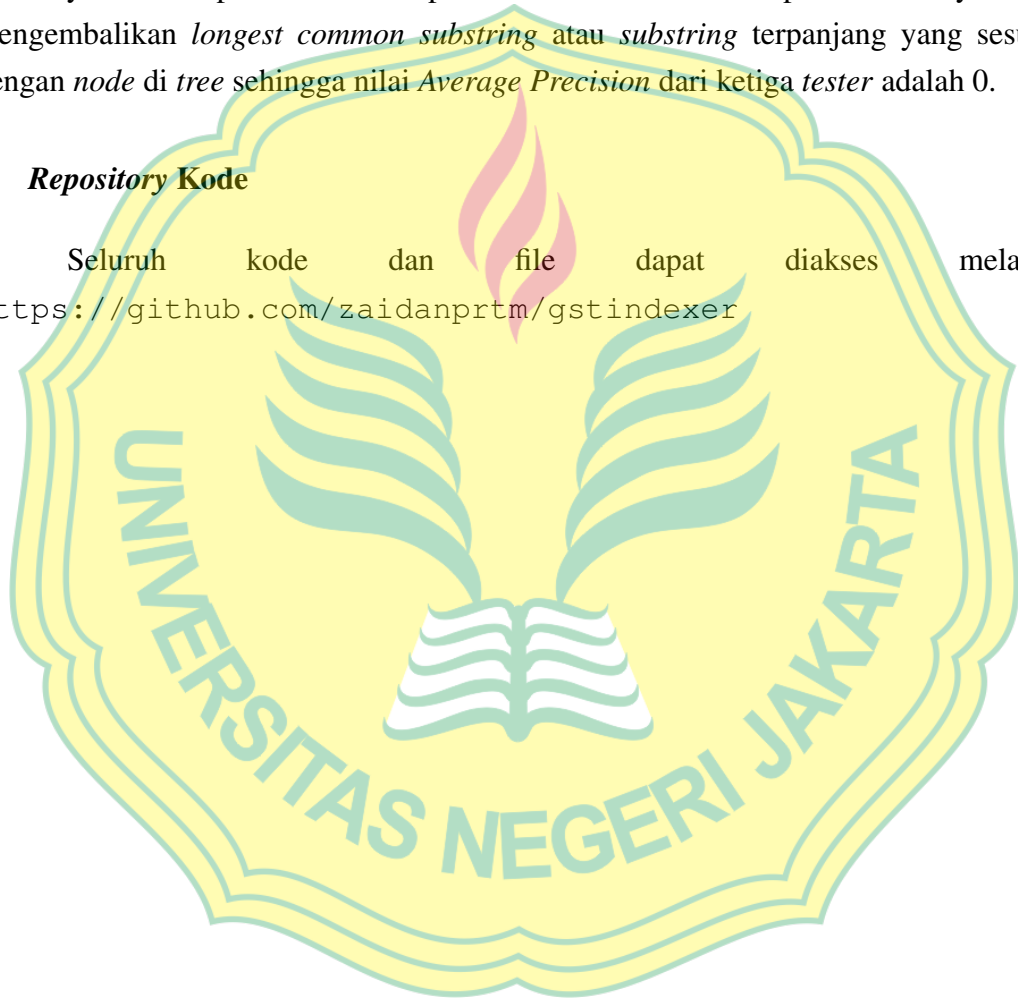 engembalikan longest common substring atau substring terpanjang yang sesu
engan node di tree sehingga nilai Average Precision dari ketiga tester adalah 0.
Repository Kode
Seluruh kode dan file dapat diakses mela
ttps://github.com/zaidanprtm/gstindexer
UNIVERSITAS NEGERI JAKARTA